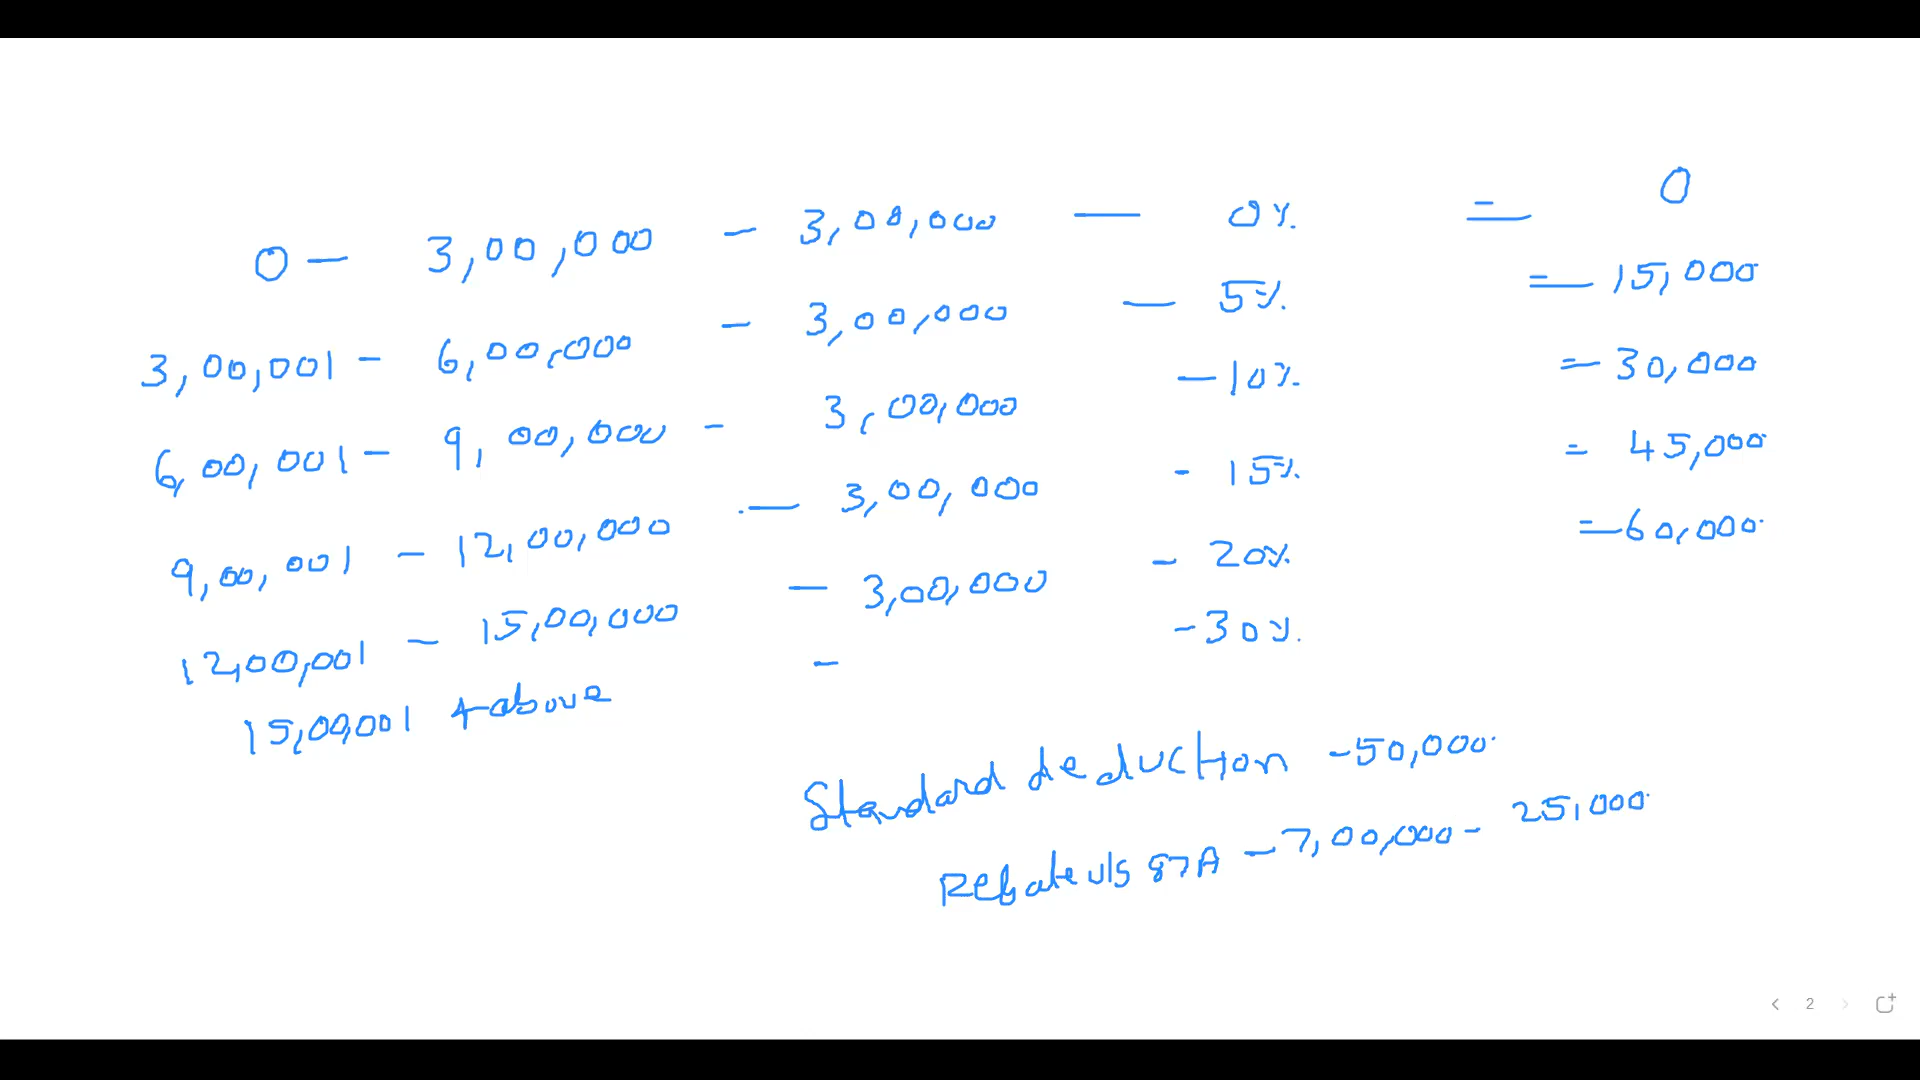 0 - 3,00,000 - 3,00,000 - 0% = 0
3,00,001 - 6,00,000 - 3,00,000 - 5% = 15,000
6,00,001 - 9,00,000 - 3,00,000 - 10% = 30,000
9,00,001 - 12,00,000 - 3,00,000 - 15% = 45,000
12,00,001 - 15,00,000 - 3,00,000 - 20% = 60,000
15,00,001 + above - - 30%
Standard deduction - 50,000
Rebate u/s 87A - 7,00,000 - 25,000
2